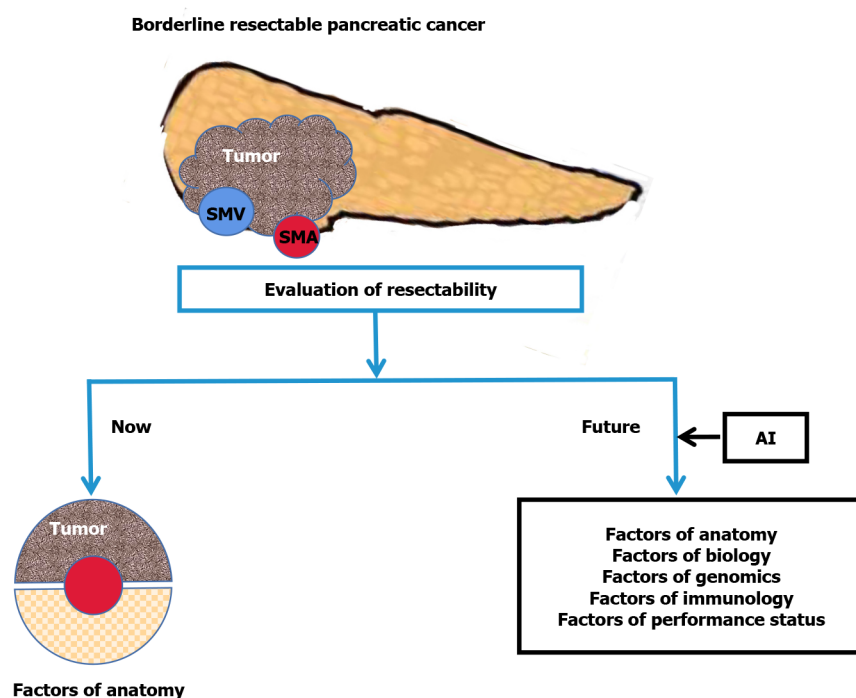 Borderline resectable pancreatic cancer
Tumor
SMV
SMA
Evaluation of resectability
Now
Future
AI
Tumor
Factors of anatomy
Factors of anatomy
Factors of biology
Factors of genomics
Factors of immunology
Factors of performance status